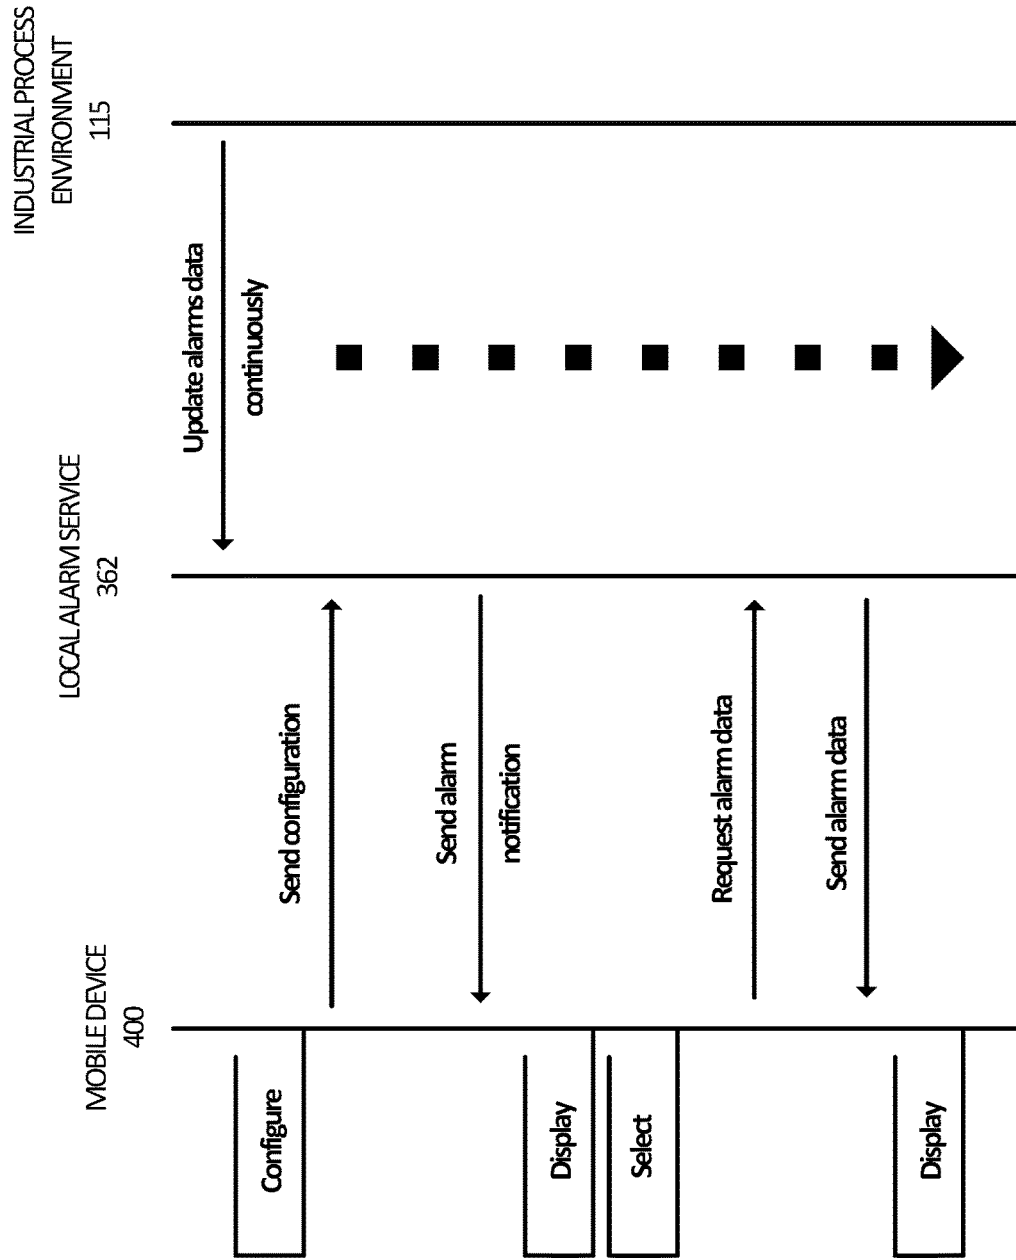 MOBILE DEVICE
400
LOCAL ALARM SERVICE
362
INDUSTRIAL PROCESS
ENVIRONMENT
115
Update alarms data
continuously
Configure
Send configuration
Send alarm
notification
Display
Select
Request alarm data
Send alarm data
Display